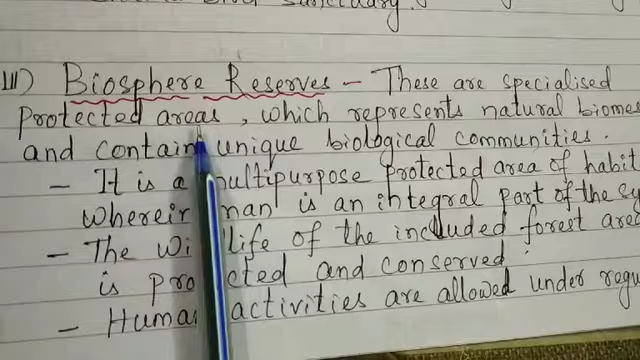 III) Biosphere Reserves – These are specialised
Protected areas, which represents natural biomes
and contain unique biological communities.
– It is a multipurpose protected area of habit
wherein man is an integral part of the sy
– The wildlife of the included forest area
is protected and conserved.
– Human activities are allowed under regu